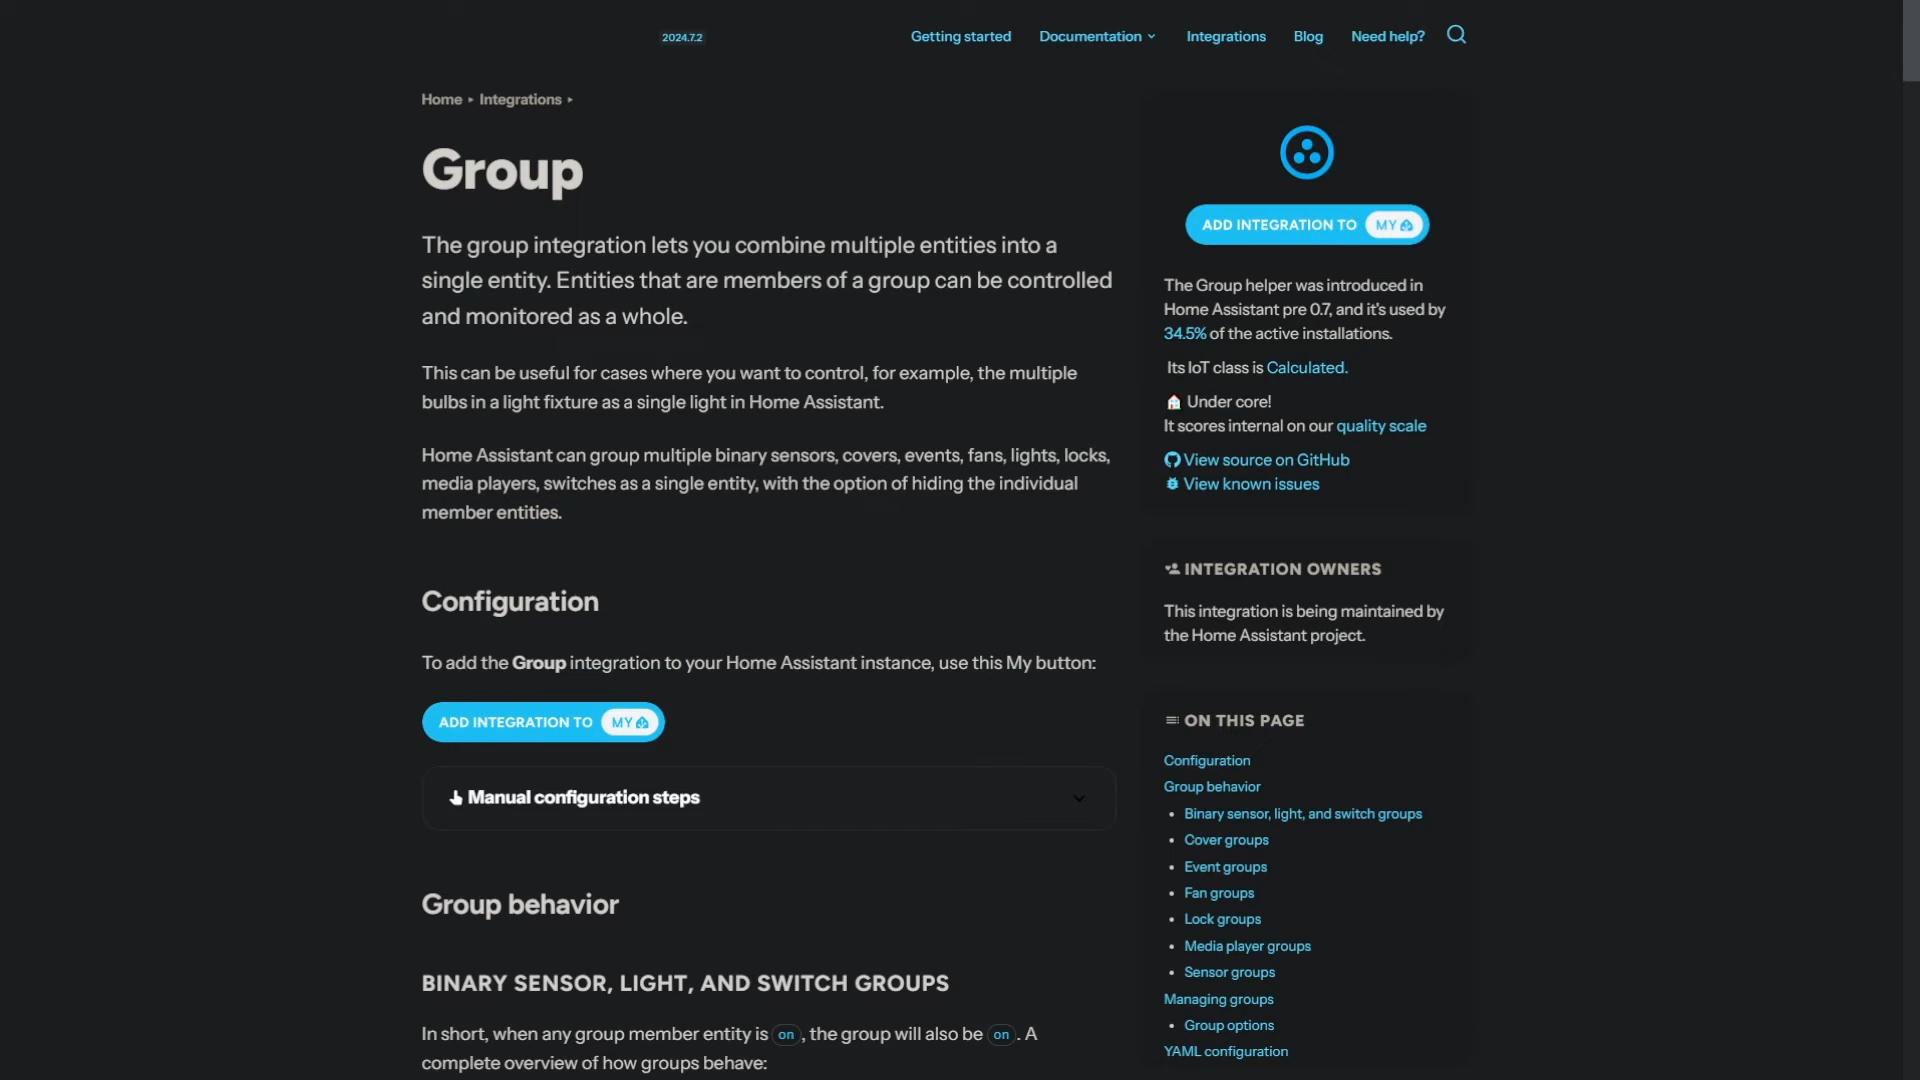 2024.7.2
Getting started
Documentation
Integrations
Blog
Need help?
Home ▸ Integrations ▸
Group
The group integration lets you combine multiple entities into a
single entity. Entities that are members of a group can be controlled
and monitored as a whole.
This can be useful for cases where you want to control, for example, the multiple
bulbs in a light fixture as a single light in Home Assistant.
Home Assistant can group multiple binary sensors, covers, events, fans, lights, locks,
media players, switches as a single entity, with the option of hiding the individual
member entities.
Configuration
To add the Group integration to your Home Assistant instance, use this My button:
ADD INTEGRATION TO MY
Manual configuration steps
Group behavior
BINARY SENSOR, LIGHT, AND SWITCH GROUPS
In short, when any group member entity is on, the group will also be on. A
complete overview of how groups behave:
ADD INTEGRATION TO MY
The Group helper was introduced in
Home Assistant pre 0.7, and it's used by
34.5% of the active installations.
Its IoT class is Calculated.
Under core!
It scores internal on our quality scale
View source on GitHub
View known issues
INTEGRATION OWNERS
This integration is being maintained by
the Home Assistant project.
ON THIS PAGE
Configuration
Group behavior
• Binary sensor, light, and switch groups
• Cover groups
• Event groups
• Fan groups
• Lock groups
• Media player groups
• Sensor groups
Managing groups
• Group options
YAML configuration